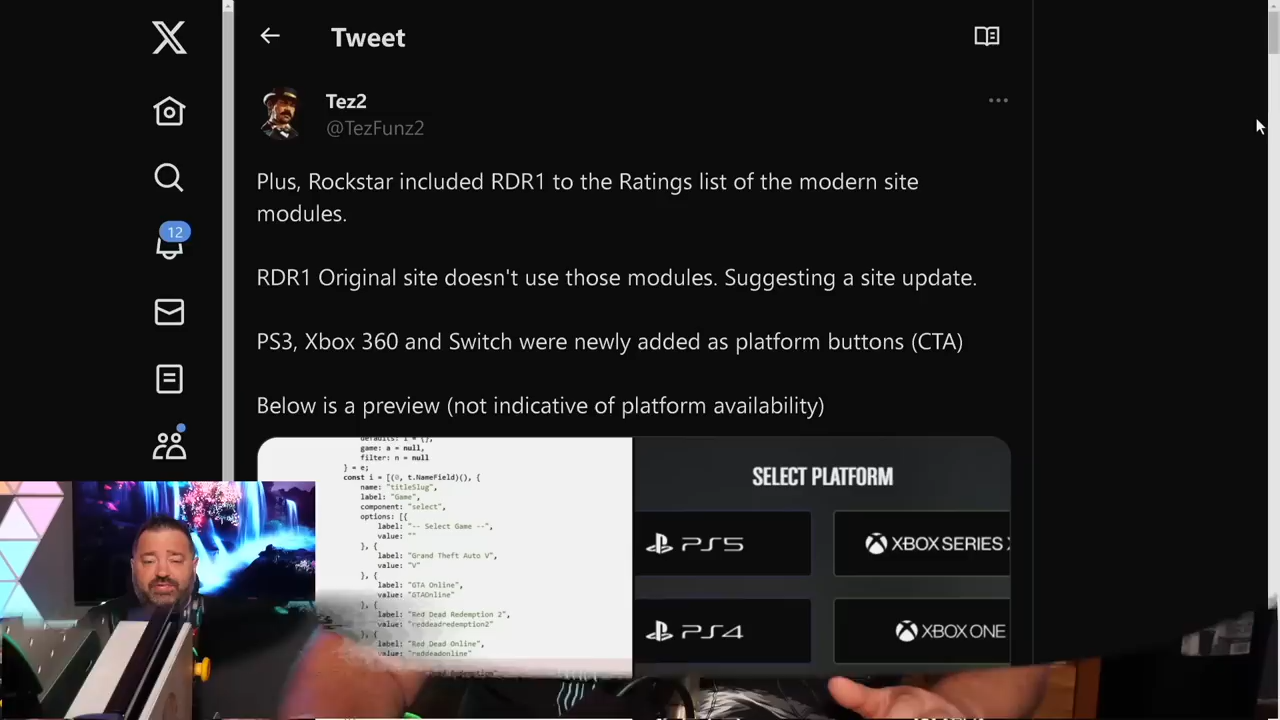 Tweet
Tez2
@TezFunz2
12
Plus, Rockstar included RDR1 to the Ratings list of the modern site
modules.
RDR1 Original site doesn't use those modules. Suggesting a site update.
PS3, Xbox 360 and Switch were newly added as platform buttons (CTA)
Below is a preview (not indicative of platform availability)
defaults: i = {},
game: a = null,
filter: n = null
} = e;
const i = [(0, t.NameField)(), {
name: "titleSlug",
label: "Game",
component: "select",
options: [{
label: "-- Select Game --",
value: ""
}, {
label: "Grand Theft Auto V",
value: "V"
}, {
label: "GTA Online",
value: "GTAOnline"
}, {
label: "Red Dead Redemption 2",
value: "reddeadredemption2"
}, {
label: "Red Dead Online",
value: "reddeadonline"
SELECT PLATFORM
PS5
XBOX SERIES
PS4
XBOX ONE